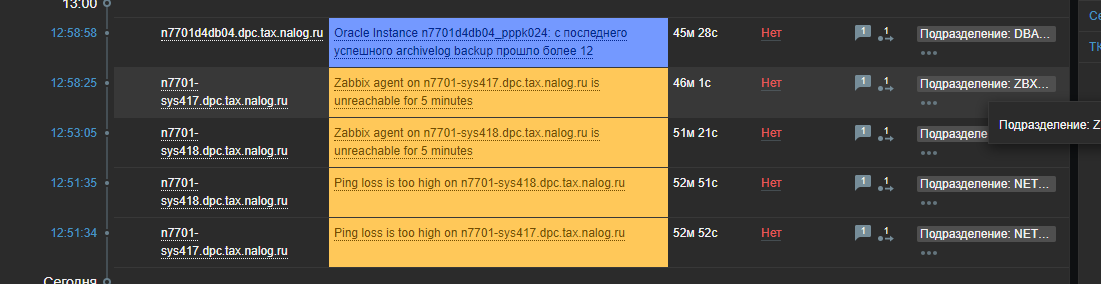 13:00
Се
12:58:58 n7701d4db04.dpc.tax.nalog.ru Oracle Instance n7701d4db04_pppk024: с последнего 45м 28с Нет 1 1 Подразделение: DBA...
успешного archivelog backup прошло более 12
ТК
12:58:25 n7701- Zabbix agent on n7701-sys417.dpc.tax.nalog.ru is 46м 1с Нет 1 1 Подразделение: ZBX...
sys417.dpc.tax.nalog.ru unreachable for 5 minutes
Подразделение: Z
12:53:05 n7701- Zabbix agent on n7701-sys418.dpc.tax.nalog.ru is 51м 21с Нет 1 1 Подразделе
sys418.dpc.tax.nalog.ru unreachable for 5 minutes
12:51:35 n7701- Ping loss is too high on n7701-sys418.dpc.tax.nalog.ru 52м 51с Нет 1 1 Подразделение: NET...
sys418.dpc.tax.nalog.ru
12:51:34 n7701- Ping loss is too high on n7701-sys417.dpc.tax.nalog.ru 52м 52с Нет 1 1 Подразделение: NET...
sys417.dpc.tax.nalog.ru
Сегодня